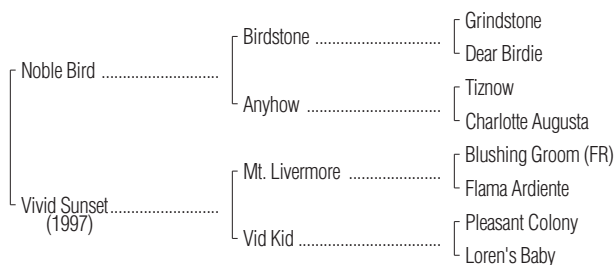 Grindstone
Birdstone
Dear Birdie
Noble Bird
Tiznow
Anyhow
Charlotte Augusta
Blushing Groom (FR)
Mt. Livermore
Flama Ardiente
Vivid Sunset
(1997)
Pleasant Colony
Vid Kid
Loren's Baby